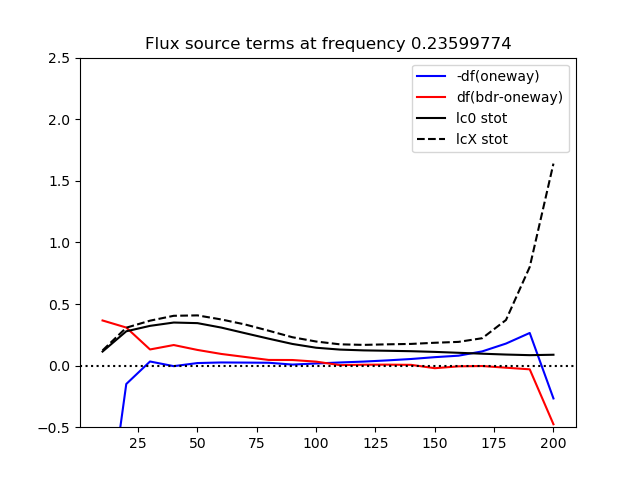 Flux source terms at frequency 0.23599774
-df(oneway)
df(bdr-oneway)
lc0 stot
lcX stot
2.5
2.0
1.5
1.0
0.5
0.0
−0.5
25 50 75 100 125 150 175 200